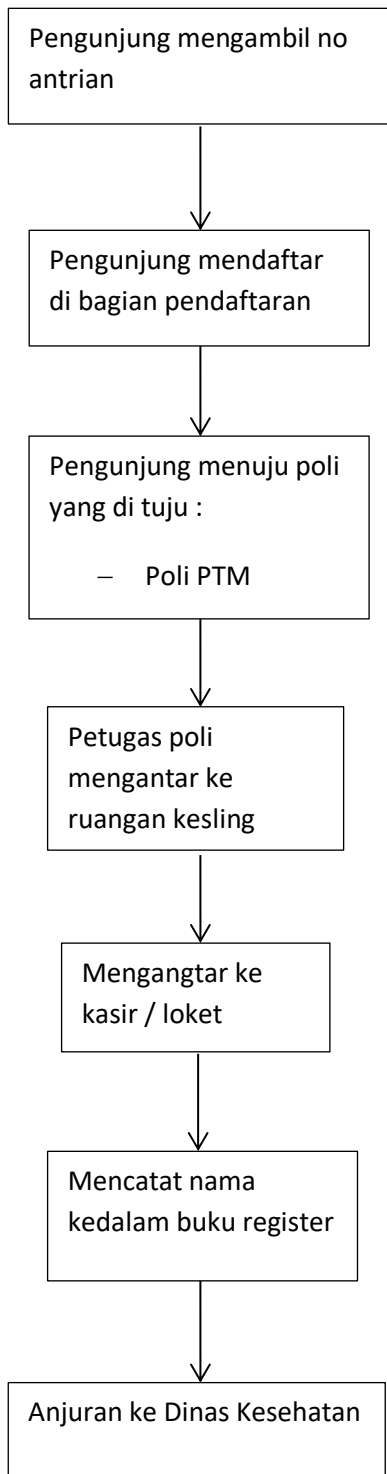 Pengunjung mengambil no
antrian
Pengunjung mendaftar
di bagian pendaftaran
Pengunjung menuju poli
yang di tuju :
– Poli PTM
Petugas poli
mengantar ke
ruangan kesling
Mengangtar ke
kasir / loket
Mencatat nama
kedalam buku register
Anjuran ke Dinas Kesehatan